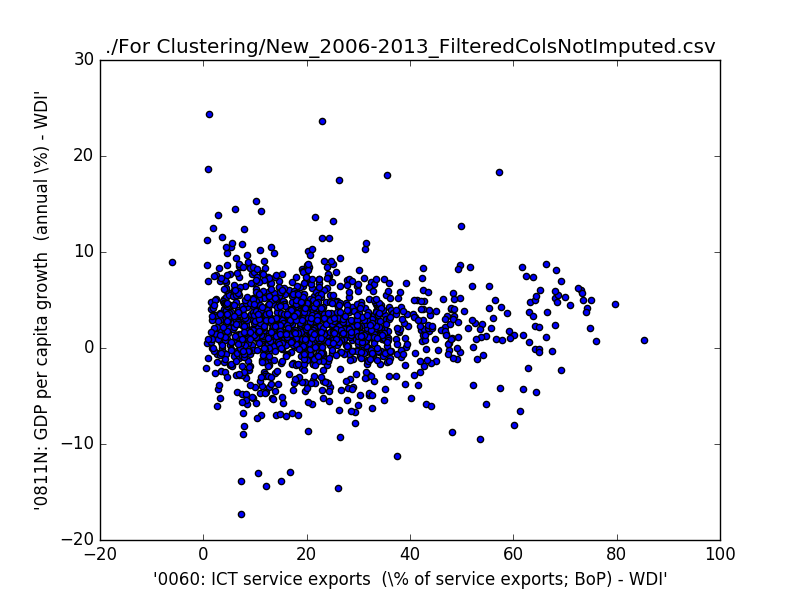 ./For Clustering/New_2006-2013_FilteredColsNotImputed.csv
30
20
10
0
−10
−20
'0811N: GDP per capita growth  (annual \%) - WDI'
−20 0 20 40 60 80 100
'0060: ICT service exports  (\% of service exports; BoP) - WDI'